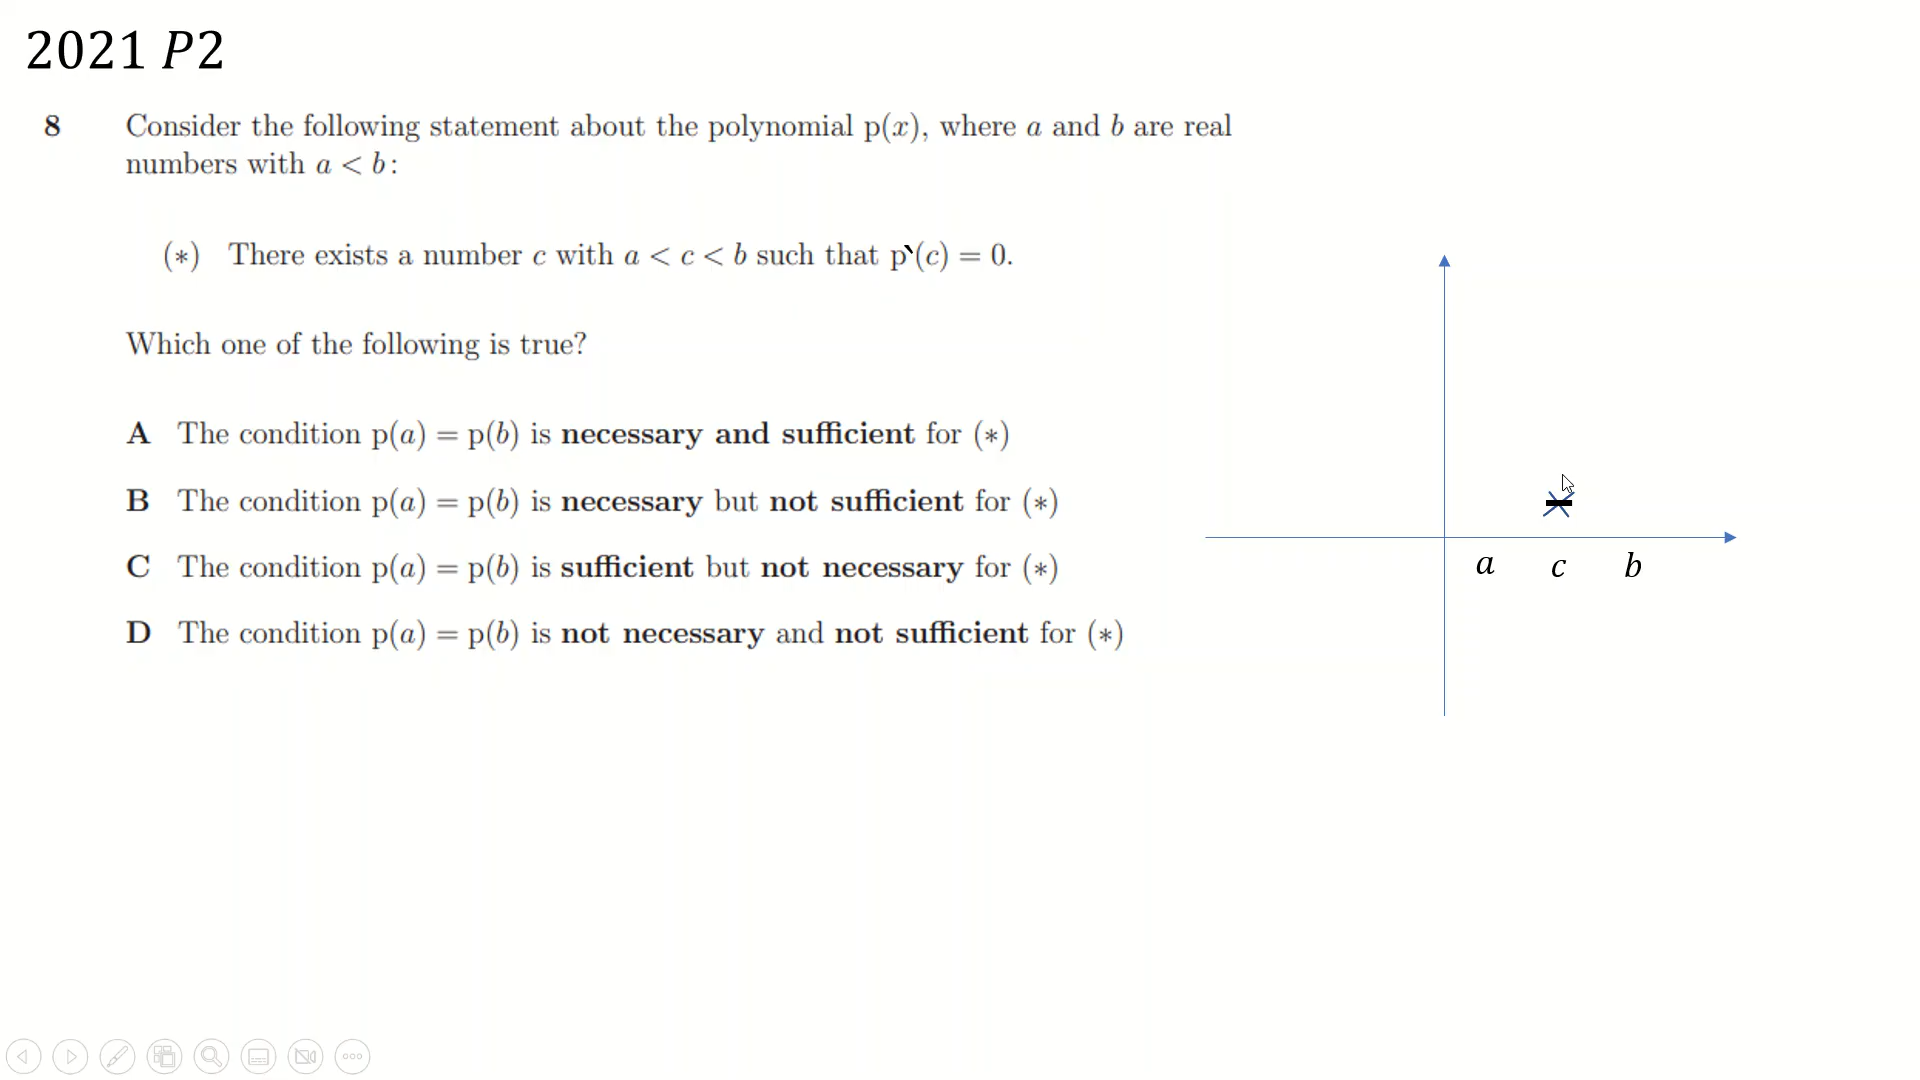 2021 P2
8 Consider the following statement about the polynomial p(x), where a and b are real
numbers with a < b:
(*) There exists a number c with a < c < b such that p`(c) = 0.
Which one of the following is true?
A The condition p(a) = p(b) is necessary and sufficient for (*)
B The condition p(a) = p(b) is necessary but not sufficient for (*)
C The condition p(a) = p(b) is sufficient but not necessary for (*)
D The condition p(a) = p(b) is not necessary and not sufficient for (*)
a c b